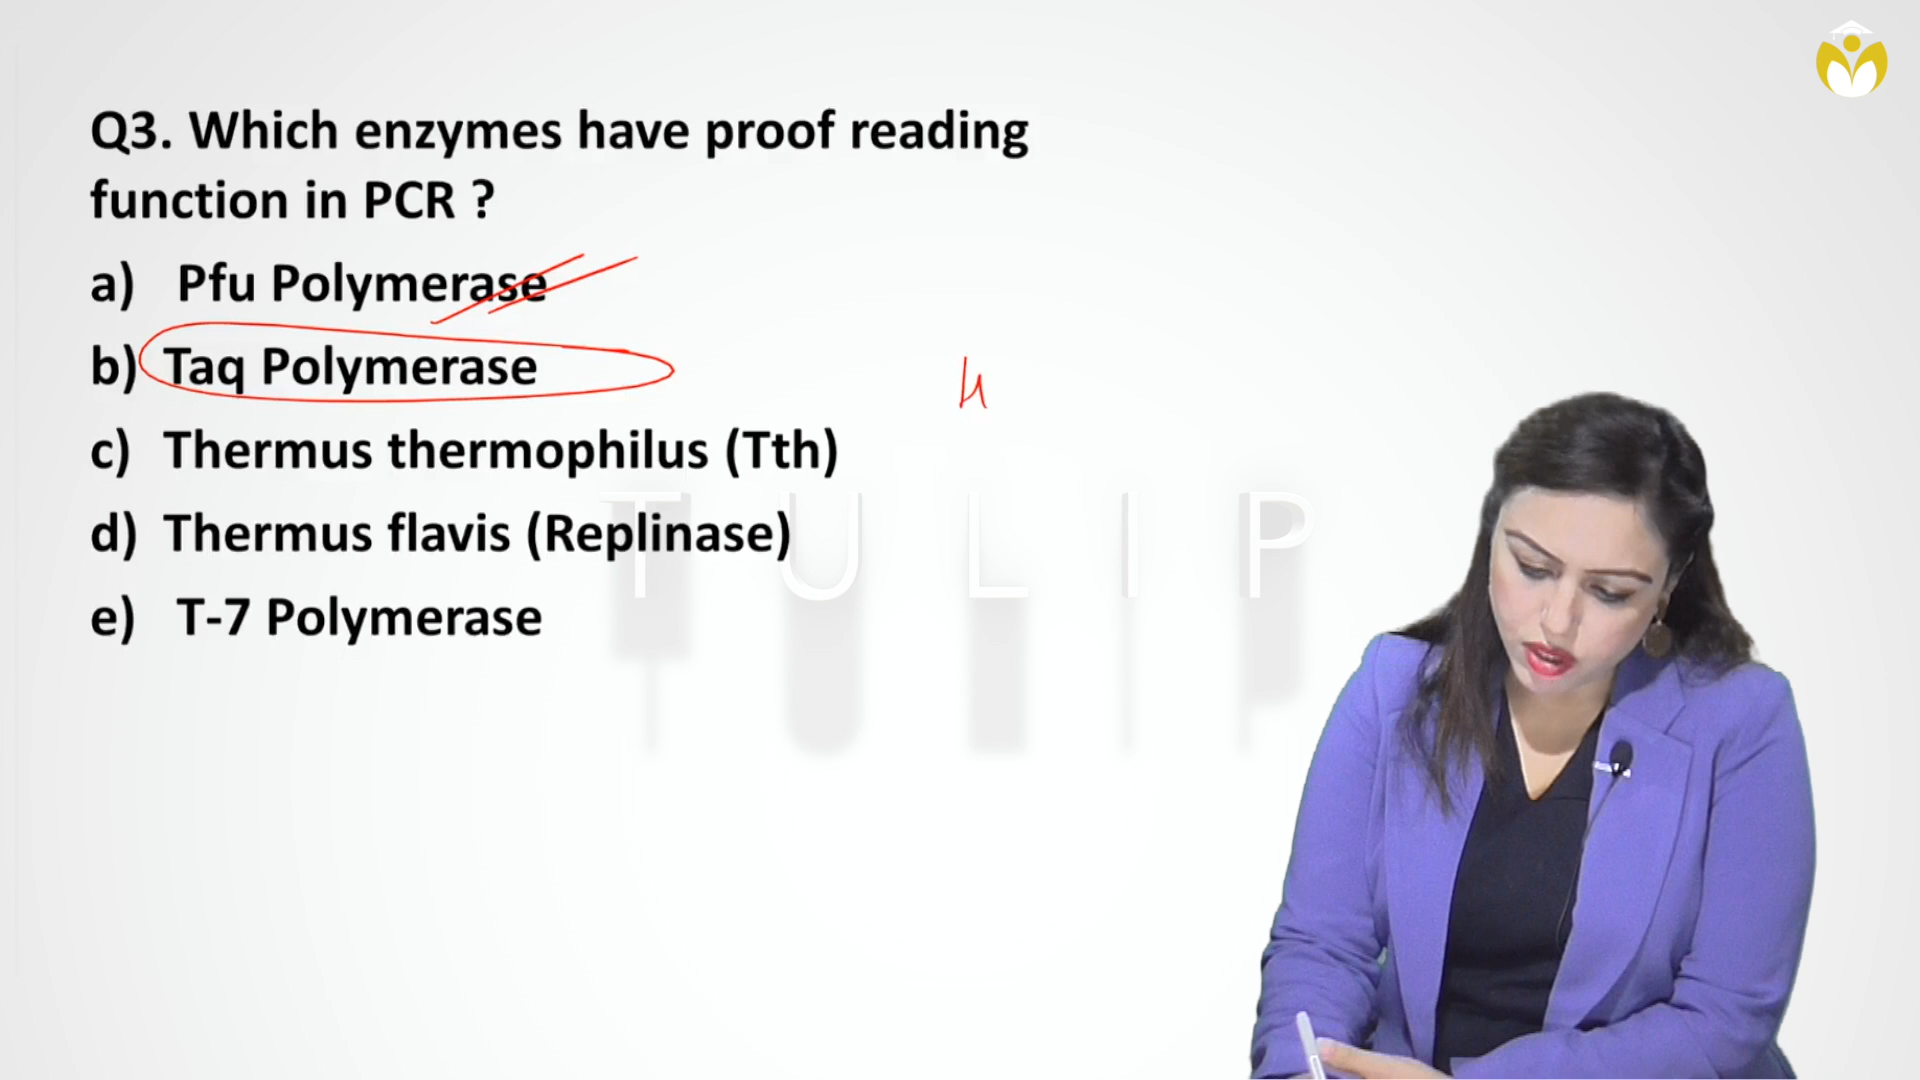 Q3. Which enzymes have proof reading
function in PCR ?
a) Pfu Polymerase
b) Taq Polymerase
c) Thermus thermophilus (Tth)
d) Thermus flavis (Replinase)
e) T-7 Polymerase
TULIP